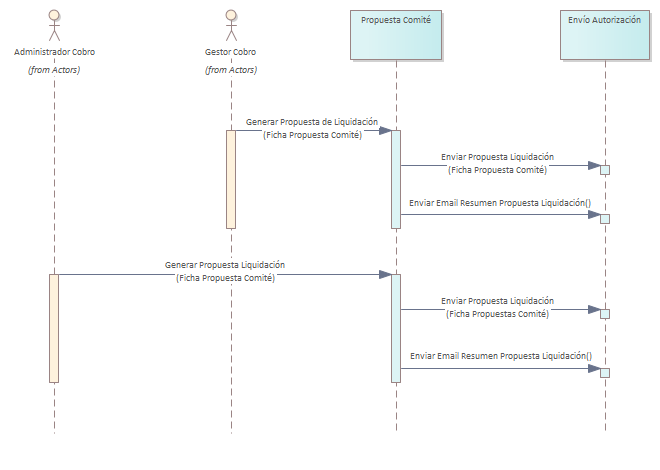 Propuesta Comité
Envío Autorización
Administrador Cobro
(from Actors)
Gestor Cobro
(from Actors)
Generar Propuesta de Liquidación
(Ficha Propuesta Comité)
Enviar Propuesta Liquidación
(Ficha Propuesta Comité)
Enviar Email Resumen Propuesta Liquidación()
Generar Propuesta Liquidación
(Ficha Propuesta Comité)
Enviar Propuesta Liquidación
(Ficha Propuestas Comité)
Enviar Email Resumen Propuesta Liquidación()